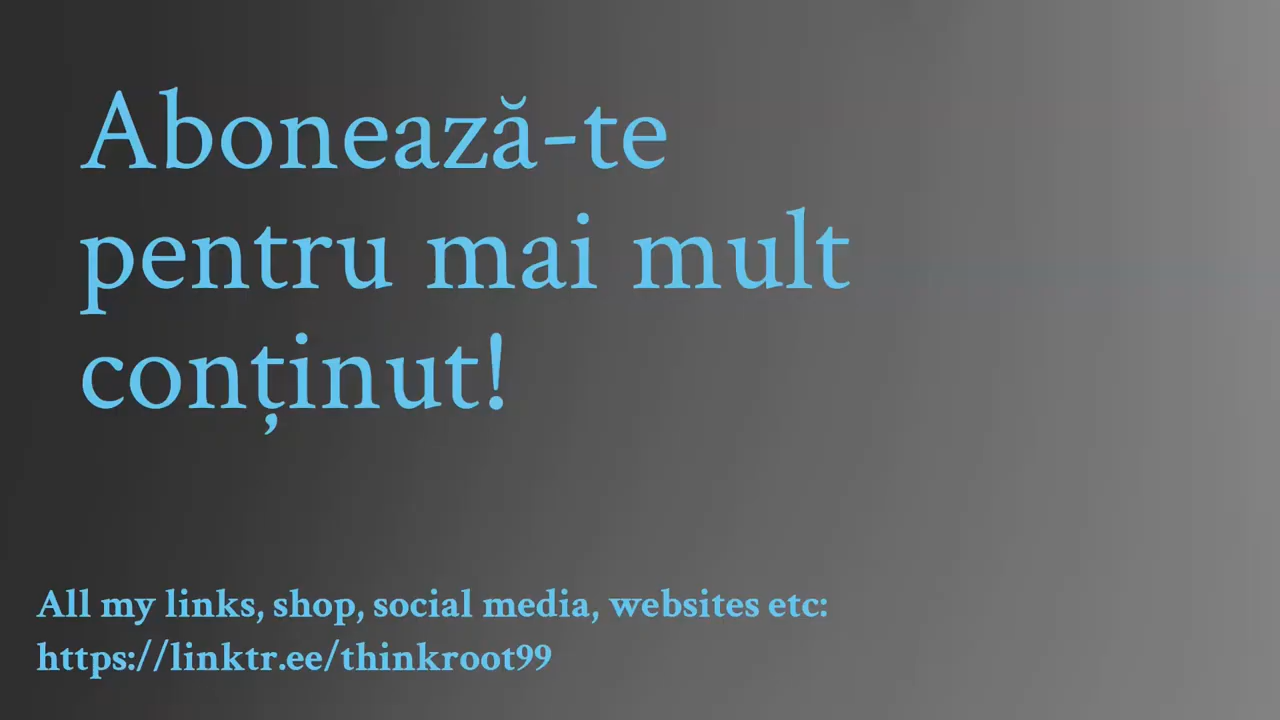 Abonează-te
pentru mai mult
conținut!
All my links, shop, social media, websites etc:
https://linktr.ee/thinkroot99